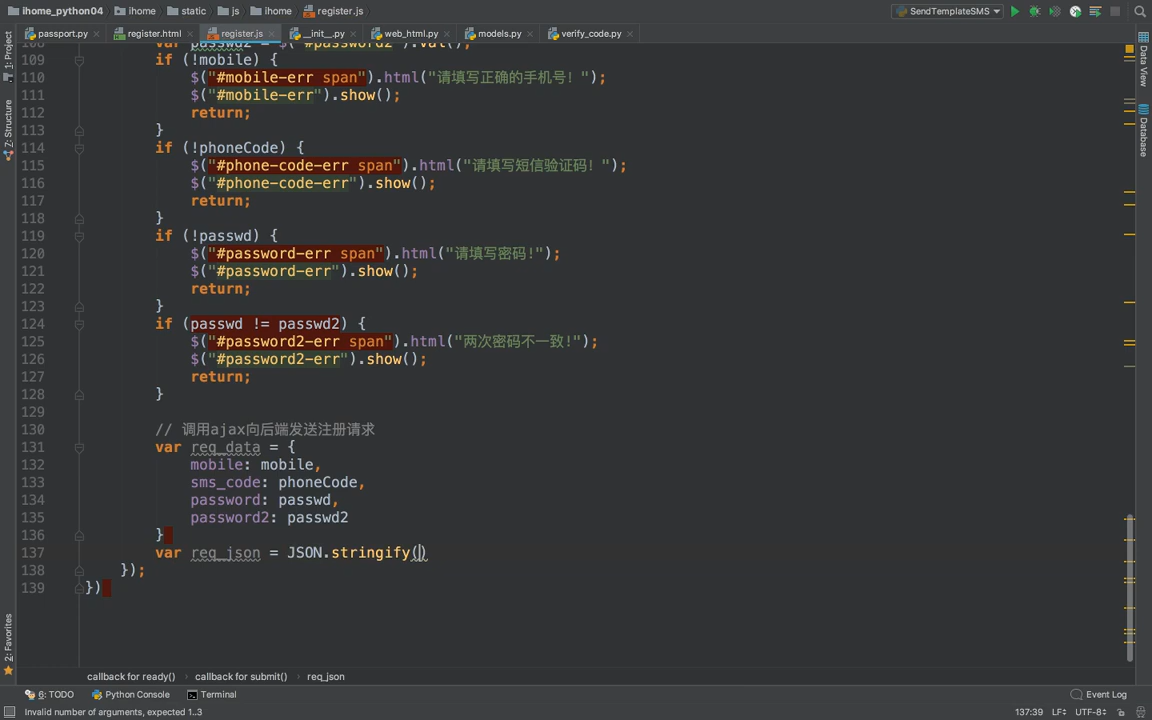 ihome_python04 ihome static js ihome register.js SendTemplateSMS
passport.py register.html register.js __init__.py web_html.py models.py verify_code.py
1: Project
7: Structure
2: Favorites
Data View
Database
108 var passwd2 = $("#password2").val();
109 if (!mobile) {
110 $("#mobile-err span").html("请填写正确的手机号！");
111 $("#mobile-err").show();
112 return;
113 }
114 if (!phoneCode) {
115 $("#phone-code-err span").html("请填写短信验证码！");
116 $("#phone-code-err").show();
117 return;
118 }
119 if (!passwd) {
120 $("#password-err span").html("请填写密码!");
121 $("#password-err").show();
122 return;
123 }
124 if (passwd != passwd2) {
125 $("#password2-err span").html("两次密码不一致!");
126 $("#password2-err").show();
127 return;
128 }
129
130 // 调用ajax向后端发送注册请求
131 var req_data = {
132 mobile: mobile,
133 sms_code: phoneCode,
134 password: passwd,
135 password2: passwd2
136 }
137 var req_json = JSON.stringify()
138 });
139 })
callback for ready() › callback for submit() › req_json
6: TODO Python Console Terminal Event Log
Invalid number of arguments, expected 1..3 137:39 LF÷ UTF-8÷